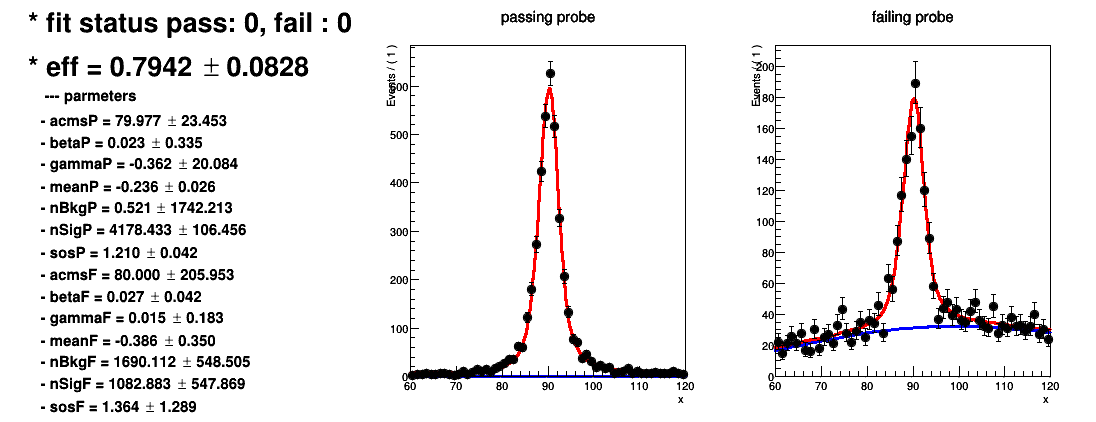 * fit status pass: 0, fail : 0
* eff = 0.7942 ± 0.0828
--- parmeters
- acmsP = 79.977 ± 23.453
- betaP = 0.023 ± 0.335
- gammaP = -0.362 ± 20.084
- meanP = -0.236 ± 0.026
- nBkgP = 0.521 ± 1742.213
- nSigP = 4178.433 ± 106.456
- sosP = 1.210 ± 0.042
- acmsF = 80.000 ± 205.953
- betaF = 0.027 ± 0.042
- gammaF = 0.015 ± 0.183
- meanF = -0.386 ± 0.350
- nBkgF = 1690.112 ± 548.505
- nSigF = 1082.883 ± 547.869
- sosF = 1.364 ± 1.289
passing probe
Events / ( 1 )
600
500
400
300
200
100
0
60 70 80 90 100 110 120
x
failing probe
Events / ( 1 )
200
180
160
140
120
100
80
60
40
20
0
60 70 80 90 100 110 120
x